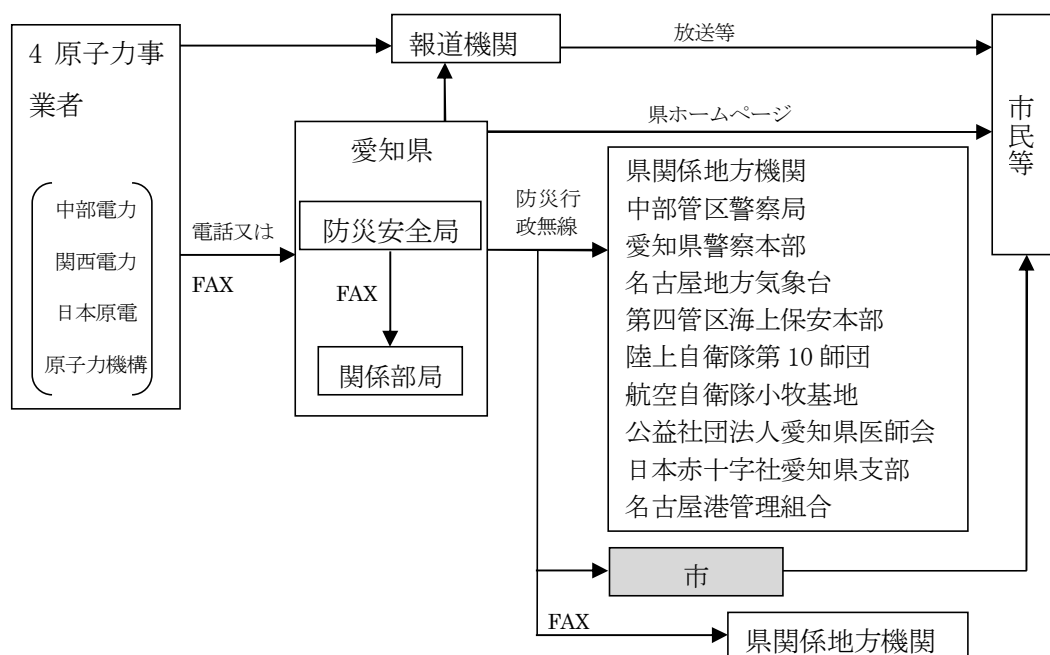 4 原子力事
業者
中部電力
関西電力
日本原電
原子力機構
電話又は
FAX
報道機関
放送等
県ホームページ
愛知県
防災安全局
FAX
関係部局
防災行
政無線
県関係地方機関
中部管区警察局
愛知県警察本部
名古屋地方気象台
第四管区海上保安本部
陸上自衛隊第 10 師団
航空自衛隊小牧基地
公益社団法人愛知県医師会
日本赤十字社愛知県支部
名古屋港管理組合
市
FAX
県関係地方機関
市民等